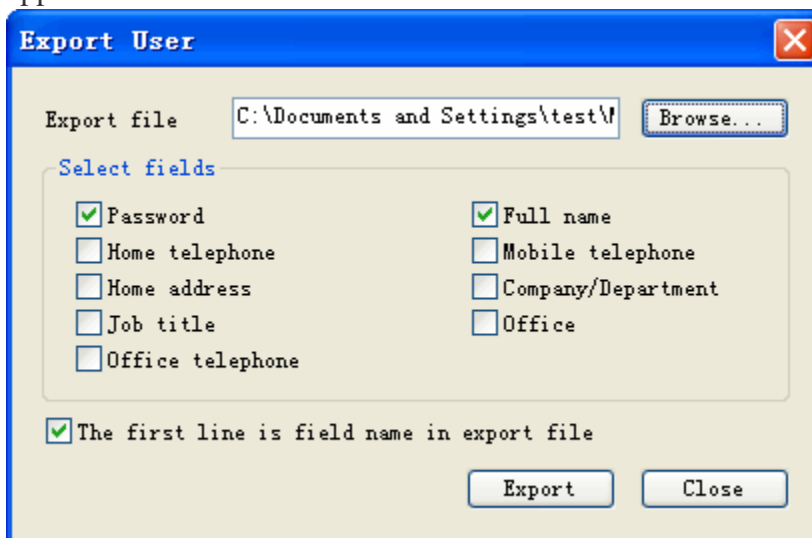 Export User
Export file C:\Documents and Settings\test\M Browse...
Select fields
Password Full name
Home telephone Mobile telephone
Home address Company/Department
Job title Office
Office telephone
The first line is field name in export file
Export Close